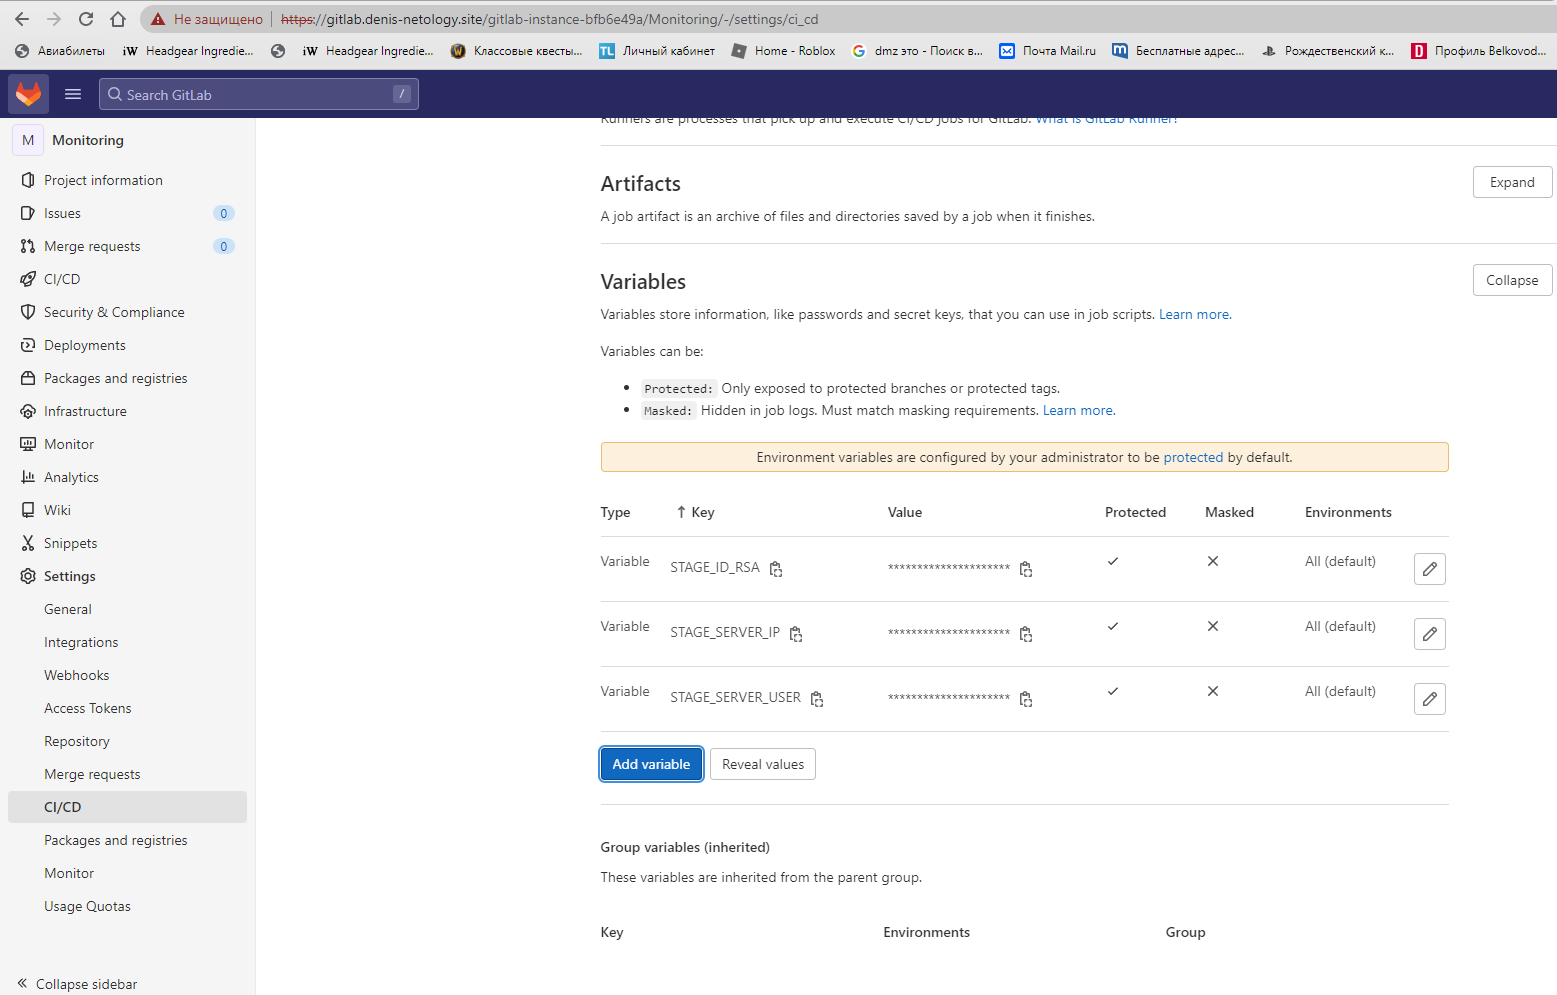 Не защищено https://gitlab.denis-netology.site/gitlab-instance-bfb6e49a/Monitoring/-/settings/ci_cd
Авиабилеты iW Headgear Ingredie... iW Headgear Ingredie... Классовые квесты... TL Личный кабинет Home - Roblox dmz это - Поиск в... Почта Mail.ru Бесплатные адрес... Рождественский к... D Профиль Belkovod...
Search GitLab /
M Monitoring
Project information
Issues 0
Merge requests 0
CI/CD
Security & Compliance
Deployments
Packages and registries
Infrastructure
Monitor
Analytics
Wiki
Snippets
Settings
General
Integrations
Webhooks
Access Tokens
Repository
Merge requests
CI/CD
Packages and registries
Monitor
Usage Quotas
Collapse sidebar
Runners are processes that pick up and execute CI/CD jobs for GitLab. What is GitLab Runner?
Artifacts Expand
A job artifact is an archive of files and directories saved by a job when it finishes.
Variables Collapse
Variables store information, like passwords and secret keys, that you can use in job scripts. Learn more.
Variables can be:
Protected: Only exposed to protected branches or protected tags.
Masked: Hidden in job logs. Must match masking requirements. Learn more.
Environment variables are configured by your administrator to be protected by default.
Type ↑ Key Value Protected Masked Environments
Variable STAGE_ID_RSA ********************* ✓ ✕ All (default)
Variable STAGE_SERVER_IP ********************* ✓ ✕ All (default)
Variable STAGE_SERVER_USER ********************* ✓ ✕ All (default)
Add variable Reveal values
Group variables (inherited)
These variables are inherited from the parent group.
Key Environments Group